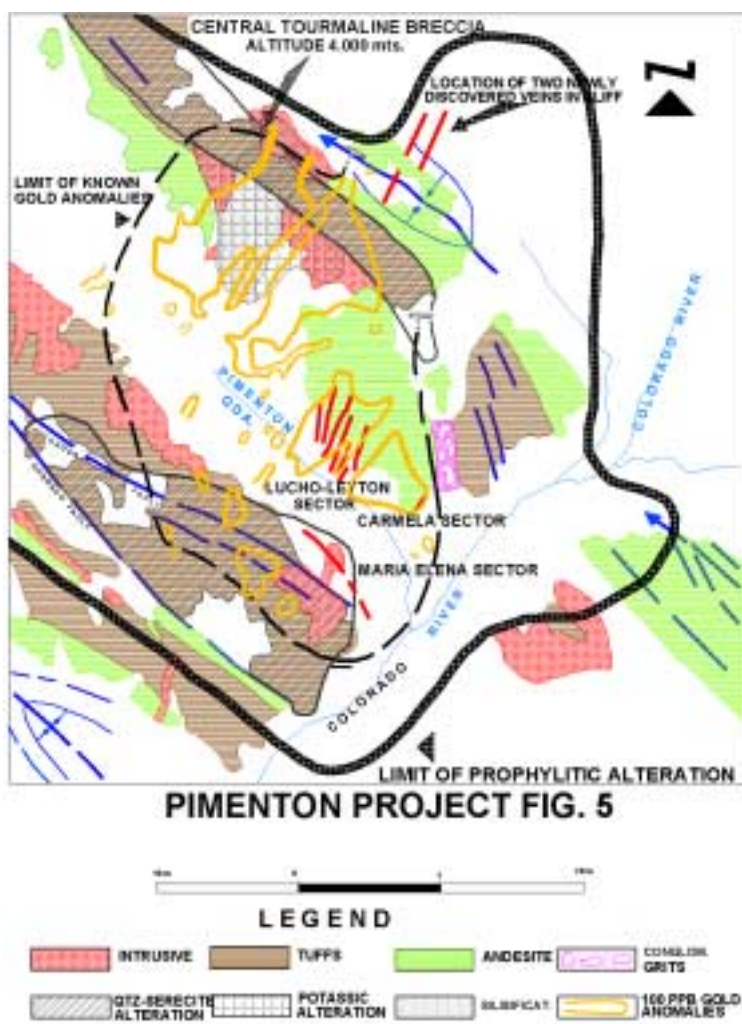 CENTRAL TOURMALINE BRECCIA
ALTITUDE 4.000 mts.
LOCATION OF TWO NEWLY
DISCOVERED VEINS IN CLIFF
N
LIMIT OF KNOWN
GOLD ANOMALIES
COLORADO RIVER
PIMENTON
QDA.
LUCHO-LEYTON
SECTOR
CARMELA SECTOR
MARIA ELENA SECTOR
COLORADO RIVER
LIMIT OF PROPHYLITIC ALTERATION
PIMENTON PROJECT FIG. 5
0
1
LEGEND
INTRUSIVE
TUFFS
ANDESITE
CONGLOM.
GRITS
QTZ-SERECITE
ALTERATION
POTASSIC
ALTERATION
SILISIFICAT.
100 PPB GOLD
ANOMALIES